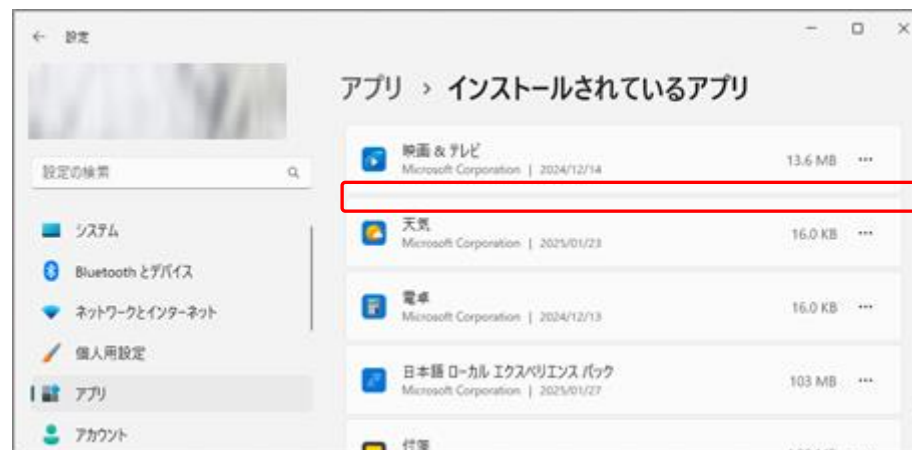 ← 設定
アプリ > インストールされているアプリ
設定の検索
システム
Bluetooth とデバイス
ネットワークとインターネット
個人用設定
アプリ
アカウント
映画 & テレビ
Microsoft Corporation | 2024/12/14
13.6 MB
天気
Microsoft Corporation | 2025/01/23
16.0 KB
電卓
Microsoft Corporation | 2024/12/13
16.0 KB
日本語 ローカル エクスペリエンス パック
Microsoft Corporation | 2025/01/27
103 MB
付箋